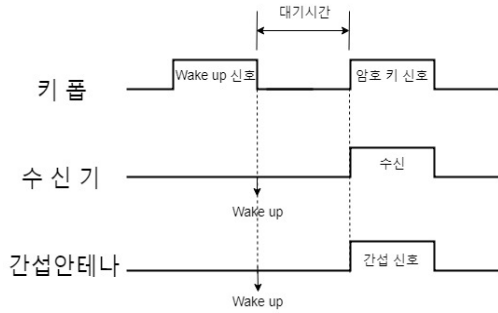 대기시간
키 폽
Wake up 신호
암호 키 신호
수 신 기
수신
Wake up
간섭안테나
간섭 신호
Wake up